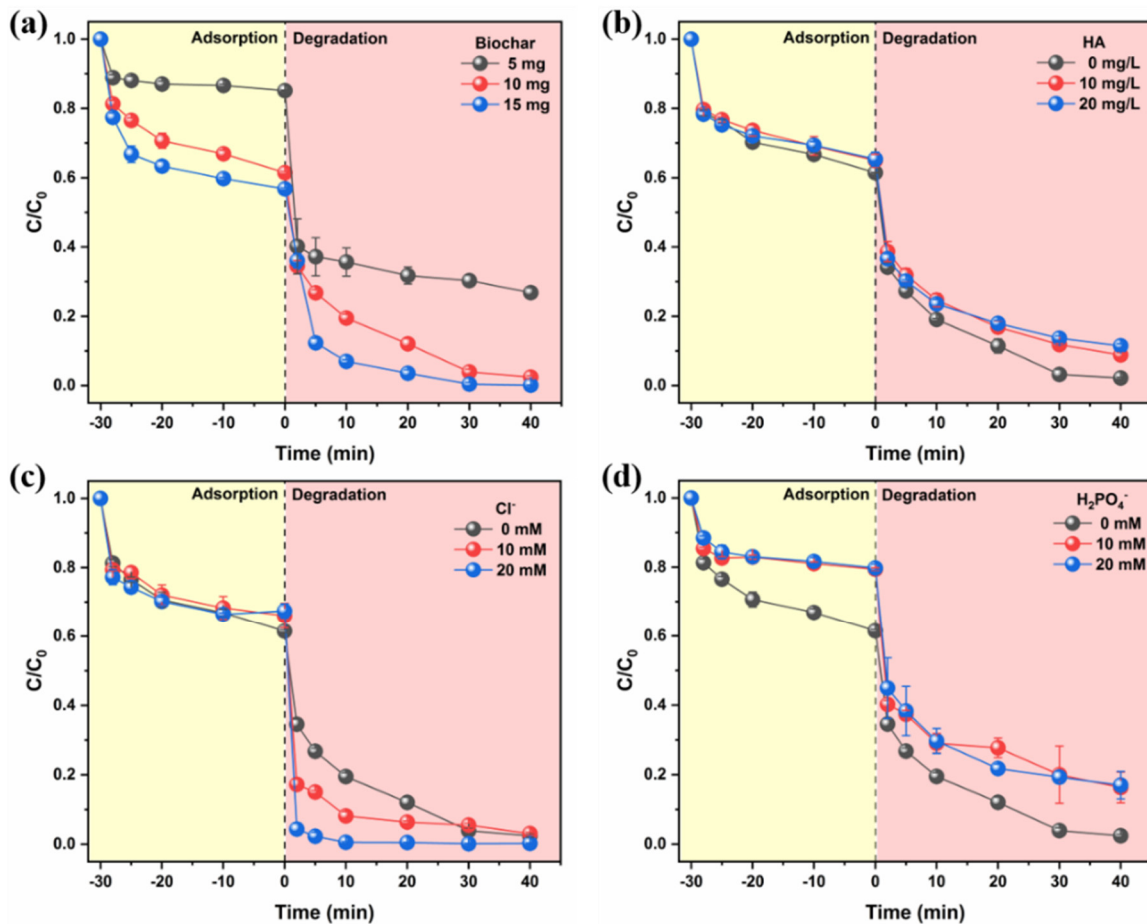 (a)
Adsorption
Degradation
Biochar
5 mg
10 mg
15 mg
C/C₀
1.0
0.8
0.6
0.4
0.2
0.0
-30 -20 -10 0 10 20 30 40
Time (min)
(b)
Adsorption
Degradation
HA
0 mg/L
10 mg/L
20 mg/L
C/C₀
1.0
0.8
0.6
0.4
0.2
0.0
-30 -20 -10 0 10 20 30 40
Time (min)
(c)
Adsorption
Degradation
Cl⁻
0 mM
10 mM
20 mM
C/C₀
1.0
0.8
0.6
0.4
0.2
0.0
-30 -20 -10 0 10 20 30 40
Time (min)
(d)
Adsorption
Degradation
H₂PO₄⁻
0 mM
10 mM
20 mM
C/C₀
1.0
0.8
0.6
0.4
0.2
0.0
-30 -20 -10 0 10 20 30 40
Time (min)